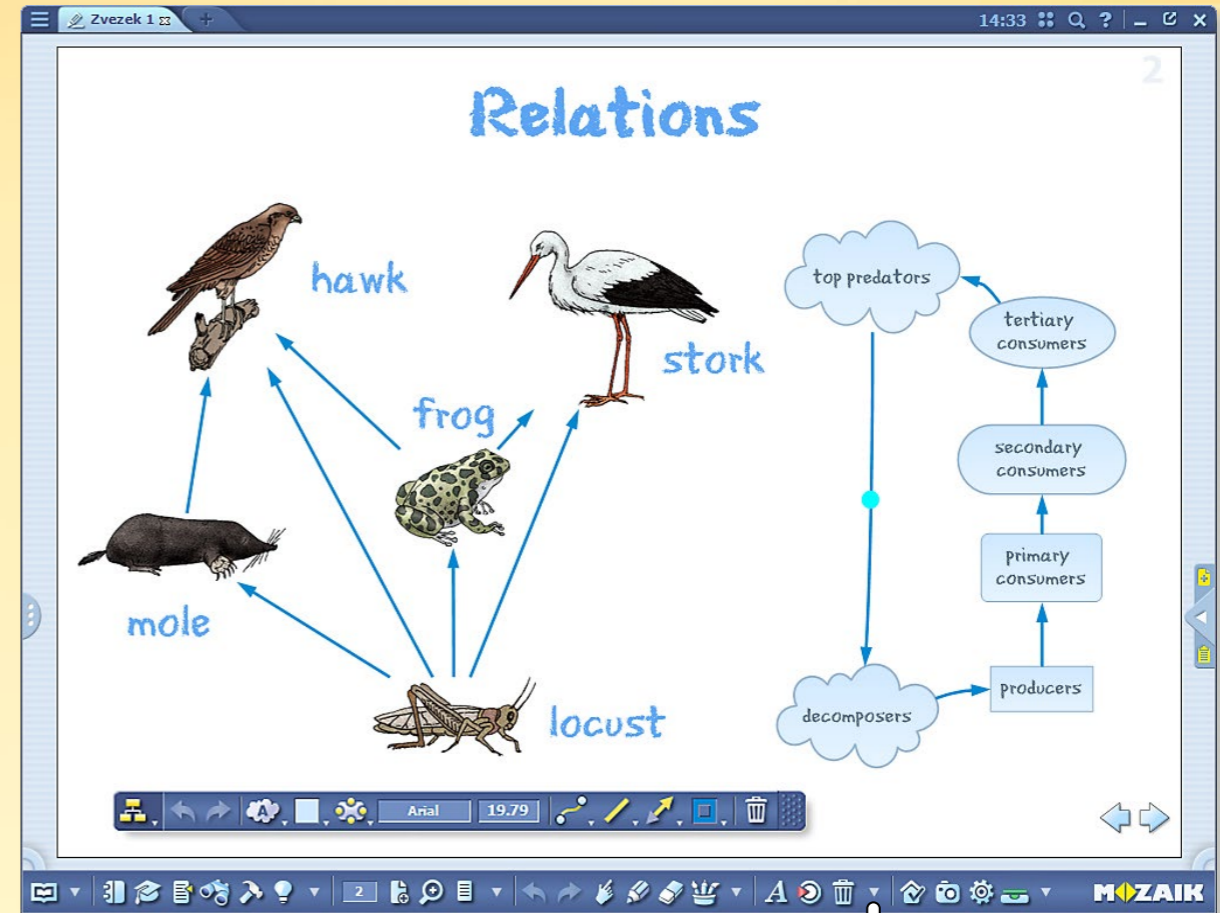 Zvezek 1
14:33
2
Relations
hawk
stork
frog
mole
locust
top predators
tertiary
consumers
secondary
consumers
primary
consumers
producers
decomposers
A
Arial
19.79
2
A
MOZAIK